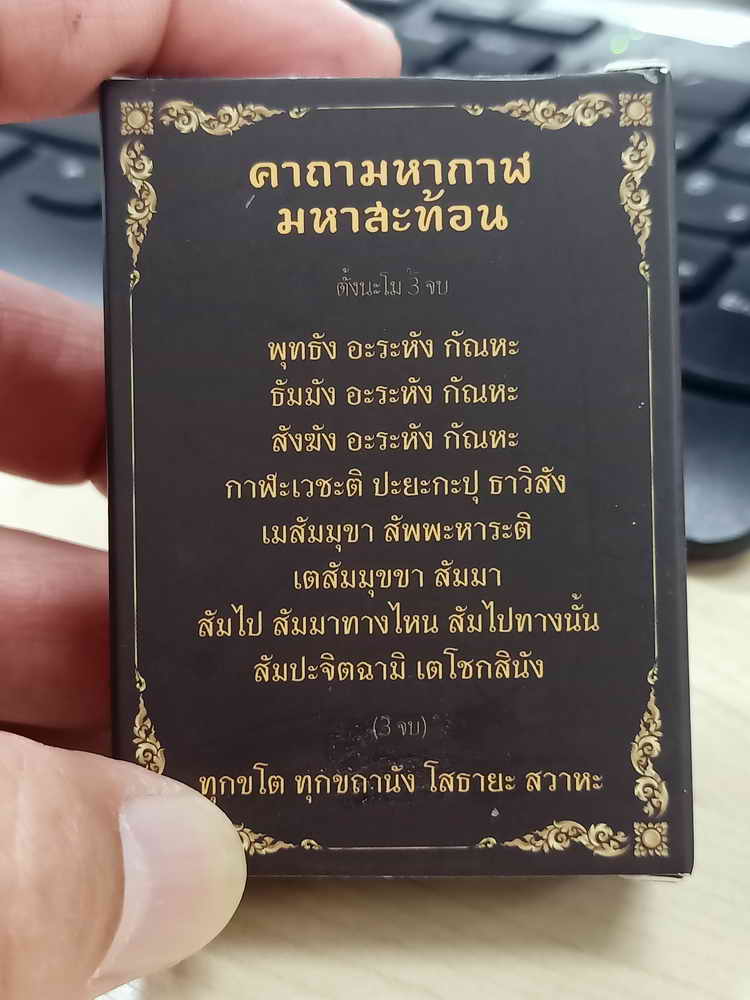 คาถามหากาฬ
มหาสะท้อน
ตั้งนะโม 3 จบ
พุทธัง อะระหัง กัณหะ
ธัมมัง อะระหัง กัณหะ
สังฆัง อะระหัง กัณหะ
กาฬะเวชะติ ปะยะกะปุ ธาวิสัง
เมสัมมุขา สัพพะหาระติ
เตสัมมุขขา สัมมา
สัมไป สัมมาทางไหน สัมไปทางนั้น
สัมปะจิตฉามิ เตโชกสินัง
(3 จบ)
ทุกขโต ทุกขถานัง โสธายะ สวาหะ